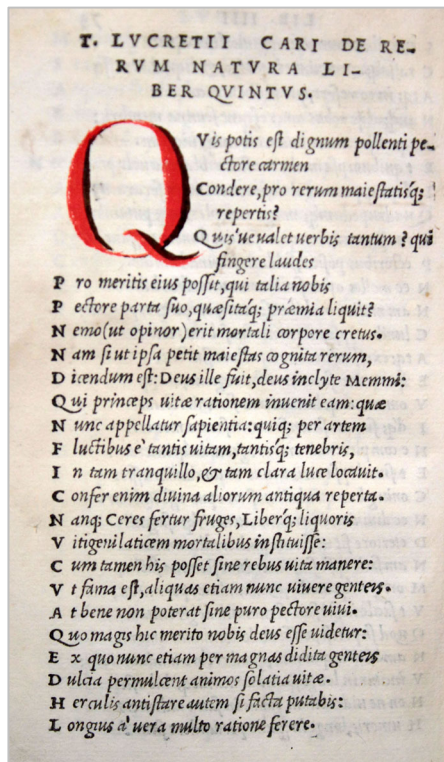 T. LVCRETII CARI DE RE-
RVM NATVRA LI-
BER QVINTVS.
QVis potis est dignum pollenti pe-
ctore carmen
Condere, pro rerum maiestatisq;
repertis?
Quis'ue ualet uerbis tantum? qui
fingere laudes
Pro meritis eius possit, qui talia nobis
Pectore parta suo, quæsitaq́; præmia liquit?
Nemo (ut opinor) erit mortali corpore cretus.
Nam si ut ipsa petit maiestas cognita rerum,
Dicendum est: Deus ille fuit, deus inclyte Memmi:
Qui princeps uitæ rationem inuenit eam: quæ
Nunc appellatur sapientia: quiq; per artem
Fluctibus è tantis uitam, tantisq́; tenebris,
In tam tranquillo, & tam clara luce locauit.
Confer enim diuina aliorum antiqua reperta.
Nanq; Ceres fertur fruges, Liberq́; liquoris
Vitigeni laticem mortalibus instituisse:
Cum tamen his posset sine rebus uita manere:
Vt fama est, aliquas etiam nunc uiuere genteis.
At bene non poterat sine puro pectore uiui.
Quo magis hic merito nobis deus esse uidetur:
Ex quo nunc etiam per magnas didita genteis
Dulcia permulcent animos solatia uitæ.
Herculis antistare autem si facta putabis:
Longius à uera multo ratione ferere.